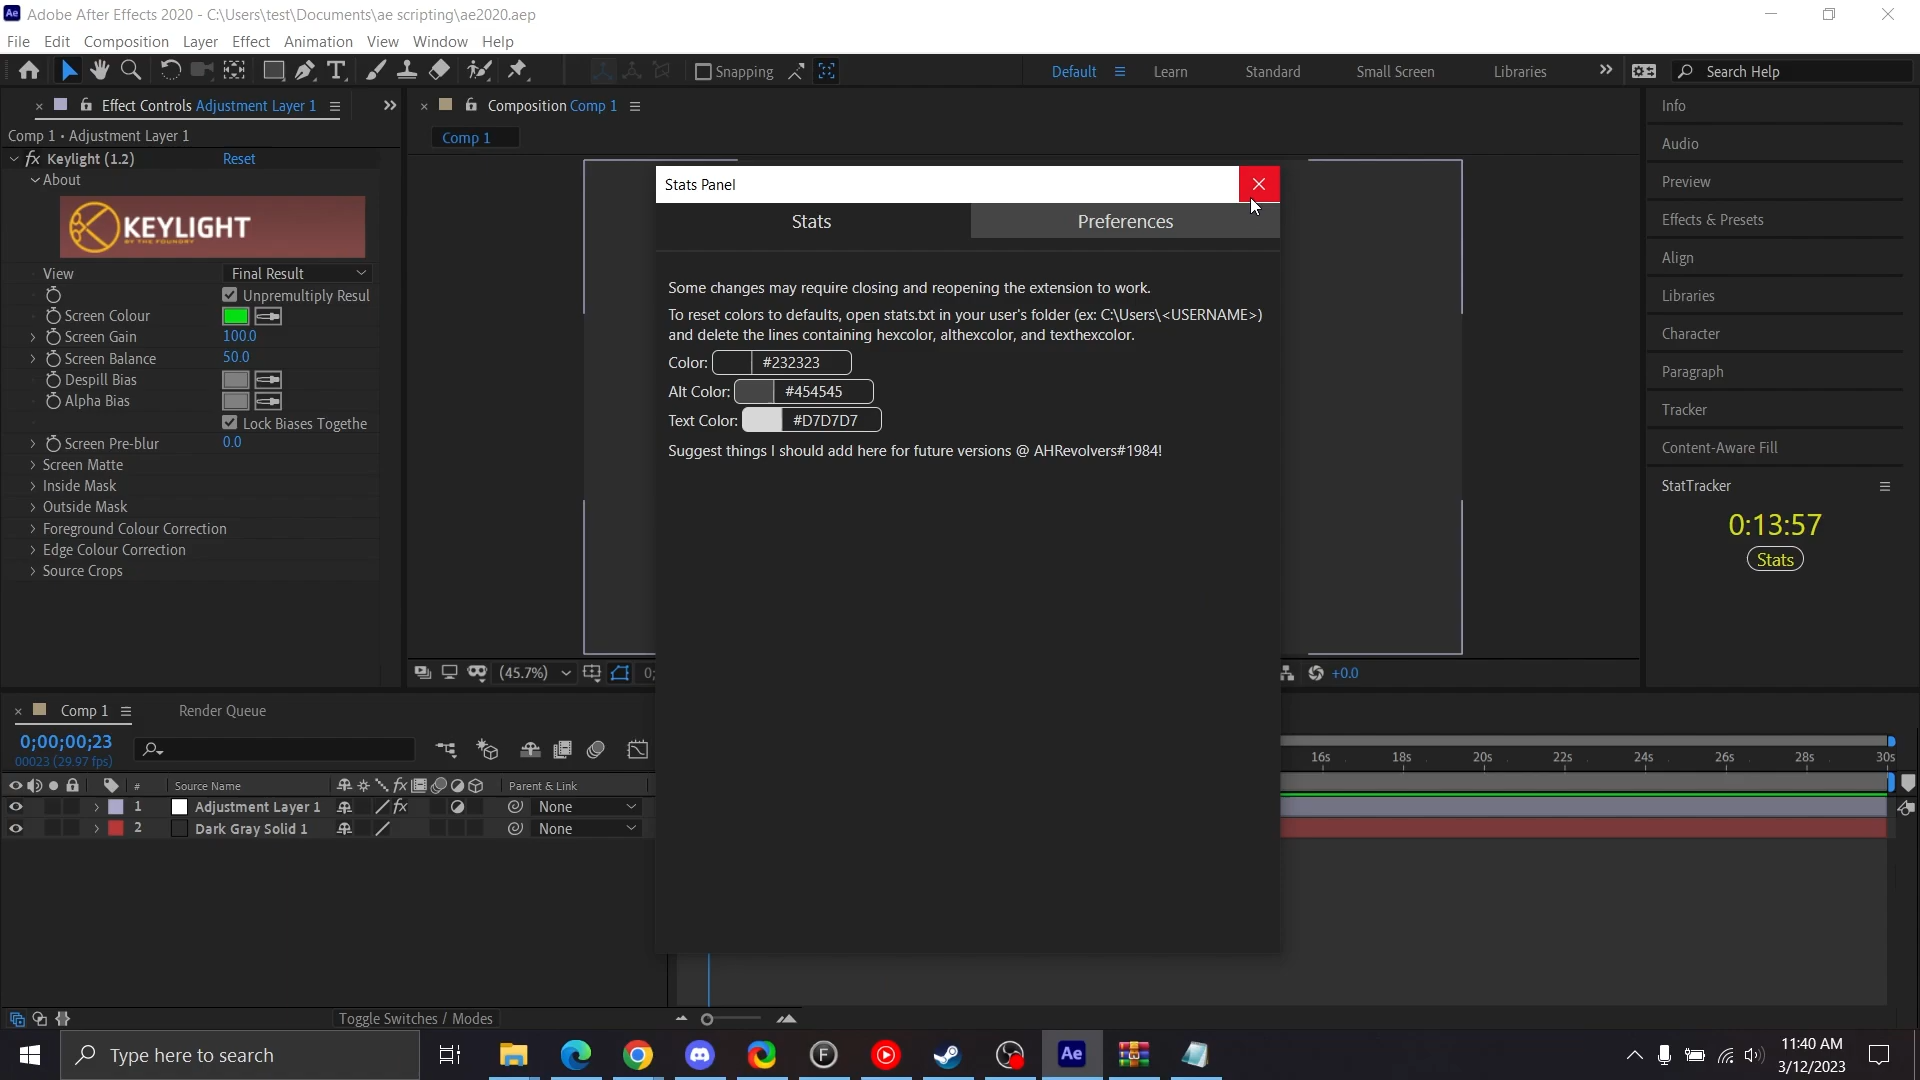 Adobe After Effects 2020 - C:\Users\test\Documents\ae scripting\ae2020.aep
File Edit Composition Layer Effect Animation View Window Help
Snapping
Default Learn Standard Small Screen Libraries Search Help
Effect Controls Adjustment Layer 1
Comp 1 • Adjustment Layer 1
fx Keylight (1.2) Reset
About
KEYLIGHT
BY THE FOUNDRY
View Final Result
Unpremultiply Resul
Screen Colour
Screen Gain 100.0
Screen Balance 50.0
Despill Bias
Alpha Bias
Lock Biases Togethe
Screen Pre-blur 0.0
Screen Matte
Inside Mask
Outside Mask
Foreground Colour Correction
Edge Colour Correction
Source Crops
Composition Comp 1
Comp 1
Stats Panel
Stats Preferences
Some changes may require closing and reopening the extension to work.
To reset colors to defaults, open stats.txt in your user's folder (ex: C:\Users\<USERNAME>)
and delete the lines containing hexcolor, althexcolor, and texthexcolor.
Color: #232323
Alt Color: #454545
Text Color: #D7D7D7
Suggest things I should add here for future versions @ AHRevolvers#1984!
(45.7%) 0; +0.0
Info
Audio
Preview
Effects & Presets
Align
Libraries
Character
Paragraph
Tracker
Content-Aware Fill
StatTracker
0:13:57
Stats
Comp 1 Render Queue
0;00;00;23
00023 (29.97 fps)
16s 18s 20s 22s 24s 26s 28s 30s
# Source Name fx Parent & Link
1 Adjustment Layer 1 fx None
2 Dark Gray Solid 1 None
Toggle Switches / Modes
Type here to search
F
Ae
11:40 AM
3/12/2023